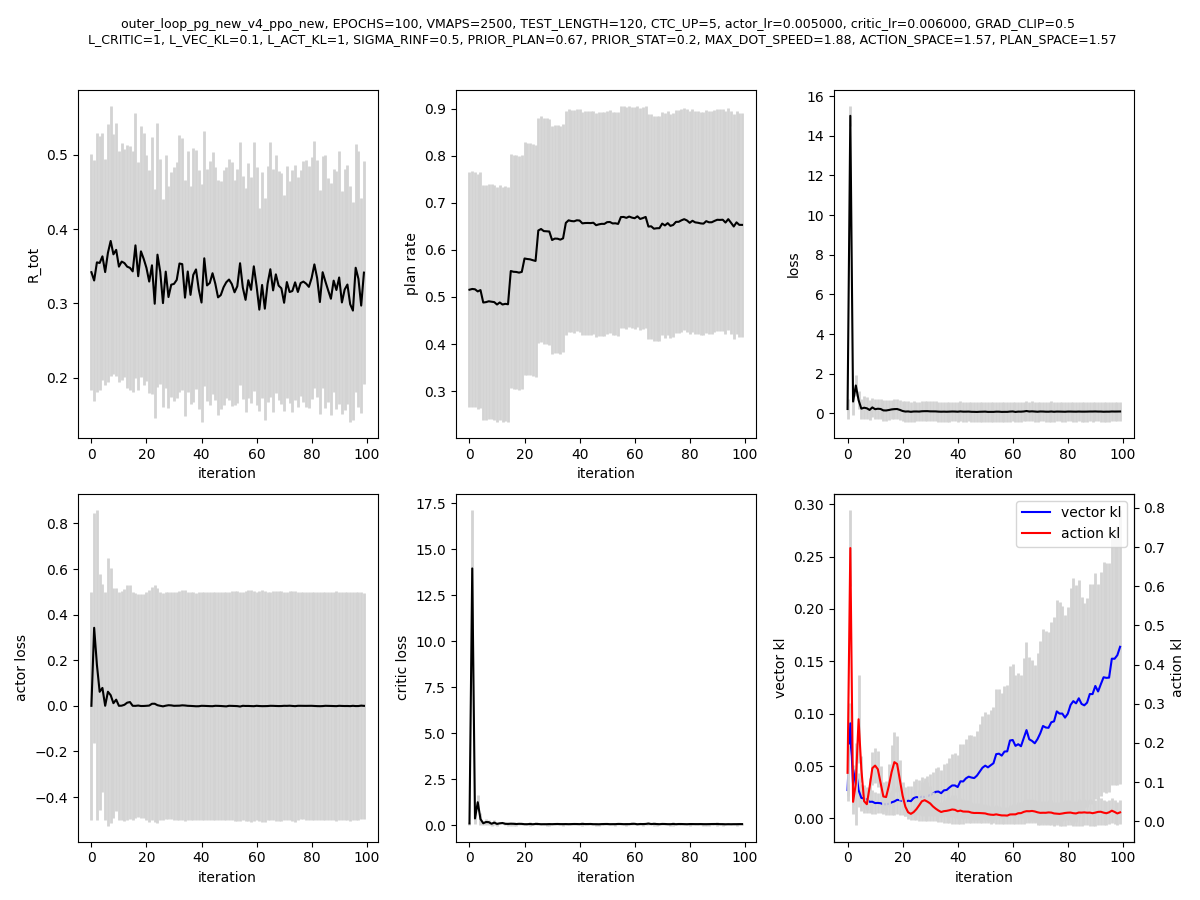 outer_loop_pg_new_v4_ppo_new, EPOCHS=100, VMAPS=2500, TEST_LENGTH=120, CTC_UP=5, actor_lr=0.005000, critic_lr=0.006000, GRAD_CLIP=0.5
L_CRITIC=1, L_VEC_KL=0.1, L_ACT_KL=1, SIGMA_RINF=0.5, PRIOR_PLAN=0.67, PRIOR_STAT=0.2, MAX_DOT_SPEED=1.88, ACTION_SPACE=1.57, PLAN_SPACE=1.57
R_tot
0.5
0.4
0.3
0.2
0 20 40 60 80 100
iteration
plan rate
0.9
0.8
0.7
0.6
0.5
0.4
0.3
0 20 40 60 80 100
iteration
loss
16
14
12
10
8
6
4
2
0
0 20 40 60 80 100
iteration
actor loss
0.8
0.6
0.4
0.2
0.0
−0.2
−0.4
0 20 40 60 80 100
iteration
critic loss
17.5
15.0
12.5
10.0
7.5
5.0
2.5
0.0
0 20 40 60 80 100
iteration
vector kl
0.30
0.25
0.20
0.15
0.10
0.05
0.00
0 20 40 60 80 100
iteration
vector kl
action kl
0.8
0.7
0.6
0.5
0.4
0.3
0.2
0.1
0.0
action kl